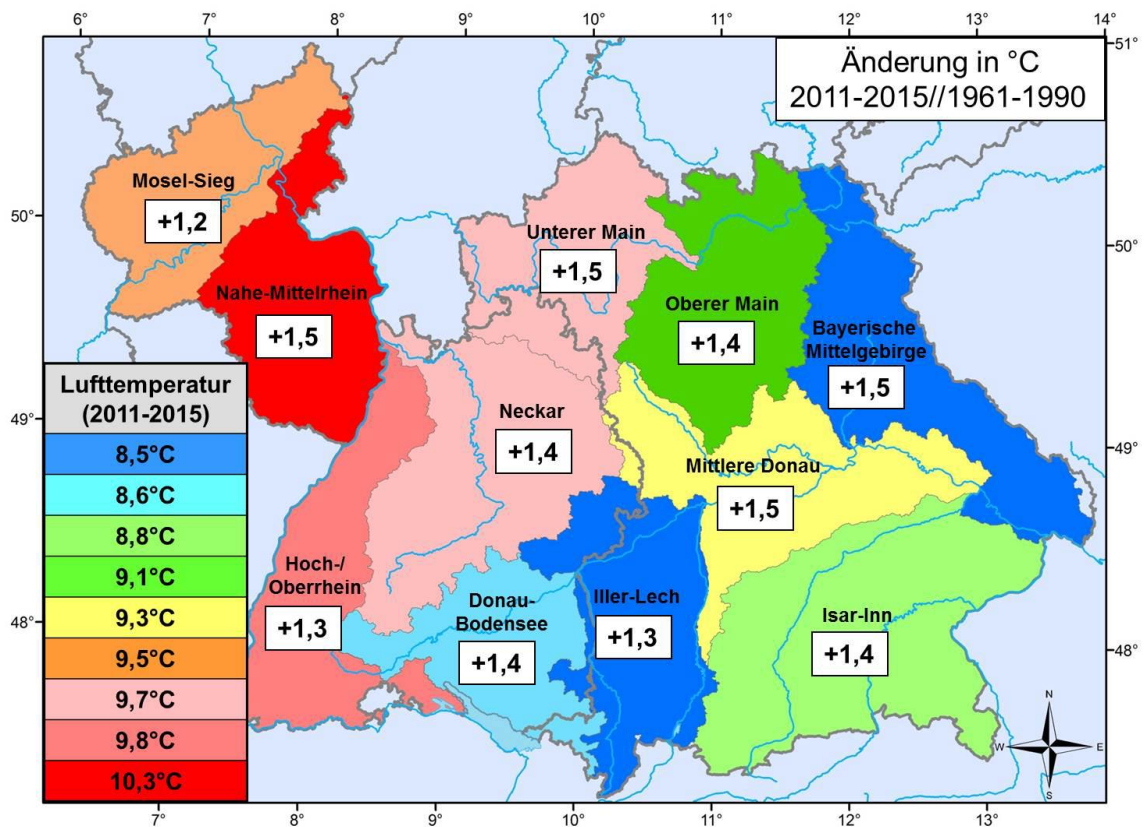 6°
7°
8°
9°
10°
11°
12°
13°
14°
51°
50°
50°
49°
49°
48°
48°
Änderung in °C
2011-2015//1961-1990
Mosel-Sieg
+1,2
Unterer Main
+1,5
Nahe-Mittelrhein
+1,5
Oberer Main
+1,4
Bayerische
Mittelgebirge
+1,5
Neckar
+1,4
Mittlere Donau
+1,5
Hoch-/
Oberrhein
+1,3
Donau-
Bodensee
+1,4
Iller-Lech
+1,3
Isar-Inn
+1,4
Lufttemperatur
(2011-2015)
8,5°C
8,6°C
8,8°C
9,1°C
9,3°C
9,5°C
9,7°C
9,8°C
10,3°C
N
W
E
S
7°
8°
9°
10°
11°
12°
13°